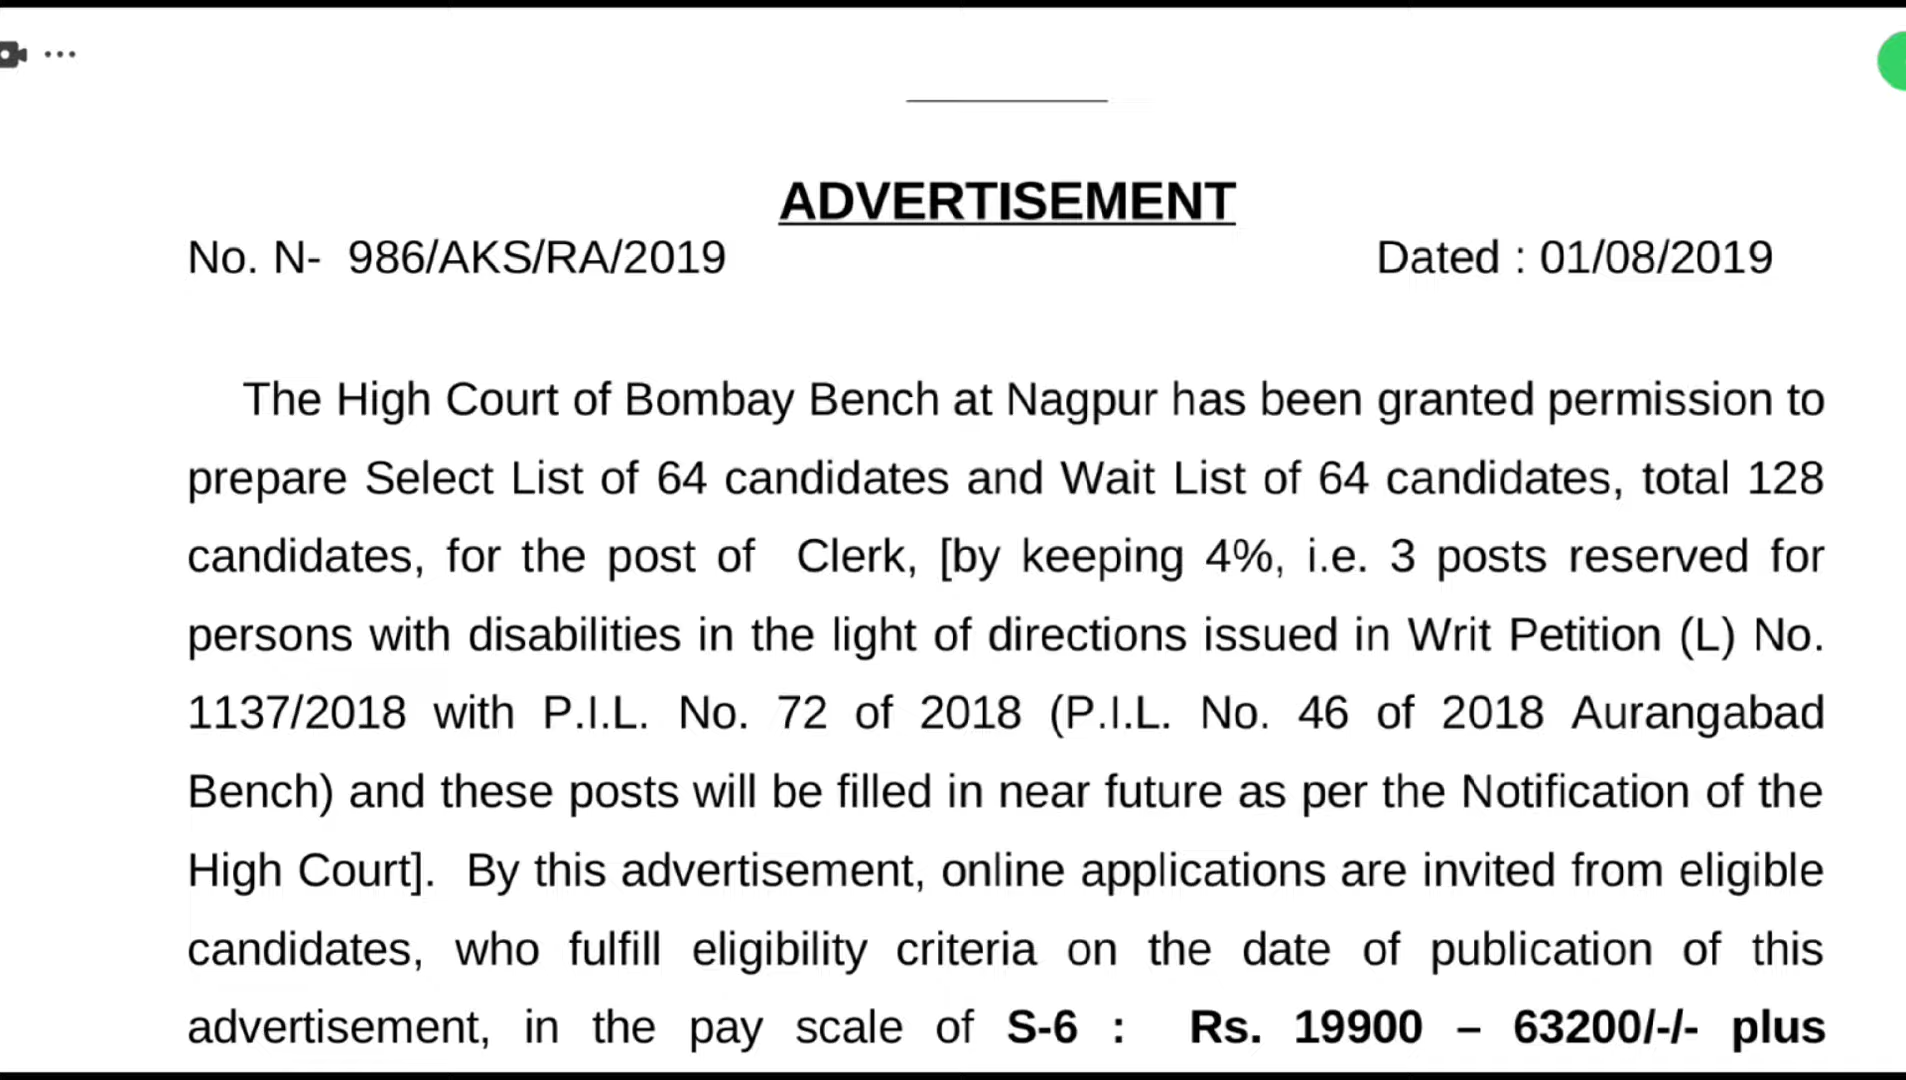 ADVERTISEMENT
No. N- 986/AKS/RA/2019 Dated : 01/08/2019
The High Court of Bombay Bench at Nagpur has been granted permission to
prepare Select List of 64 candidates and Wait List of 64 candidates, total 128
candidates, for the post of Clerk, [by keeping 4%, i.e. 3 posts reserved for
persons with disabilities in the light of directions issued in Writ Petition (L) No.
1137/2018 with P.I.L. No. 72 of 2018 (P.I.L. No. 46 of 2018 Aurangabad
Bench) and these posts will be filled in near future as per the Notification of the
High Court]. By this advertisement, online applications are invited from eligible
candidates, who fulfill eligibility criteria on the date of publication of this
advertisement, in the pay scale of S-6 : Rs. 19900 – 63200/-/- plus